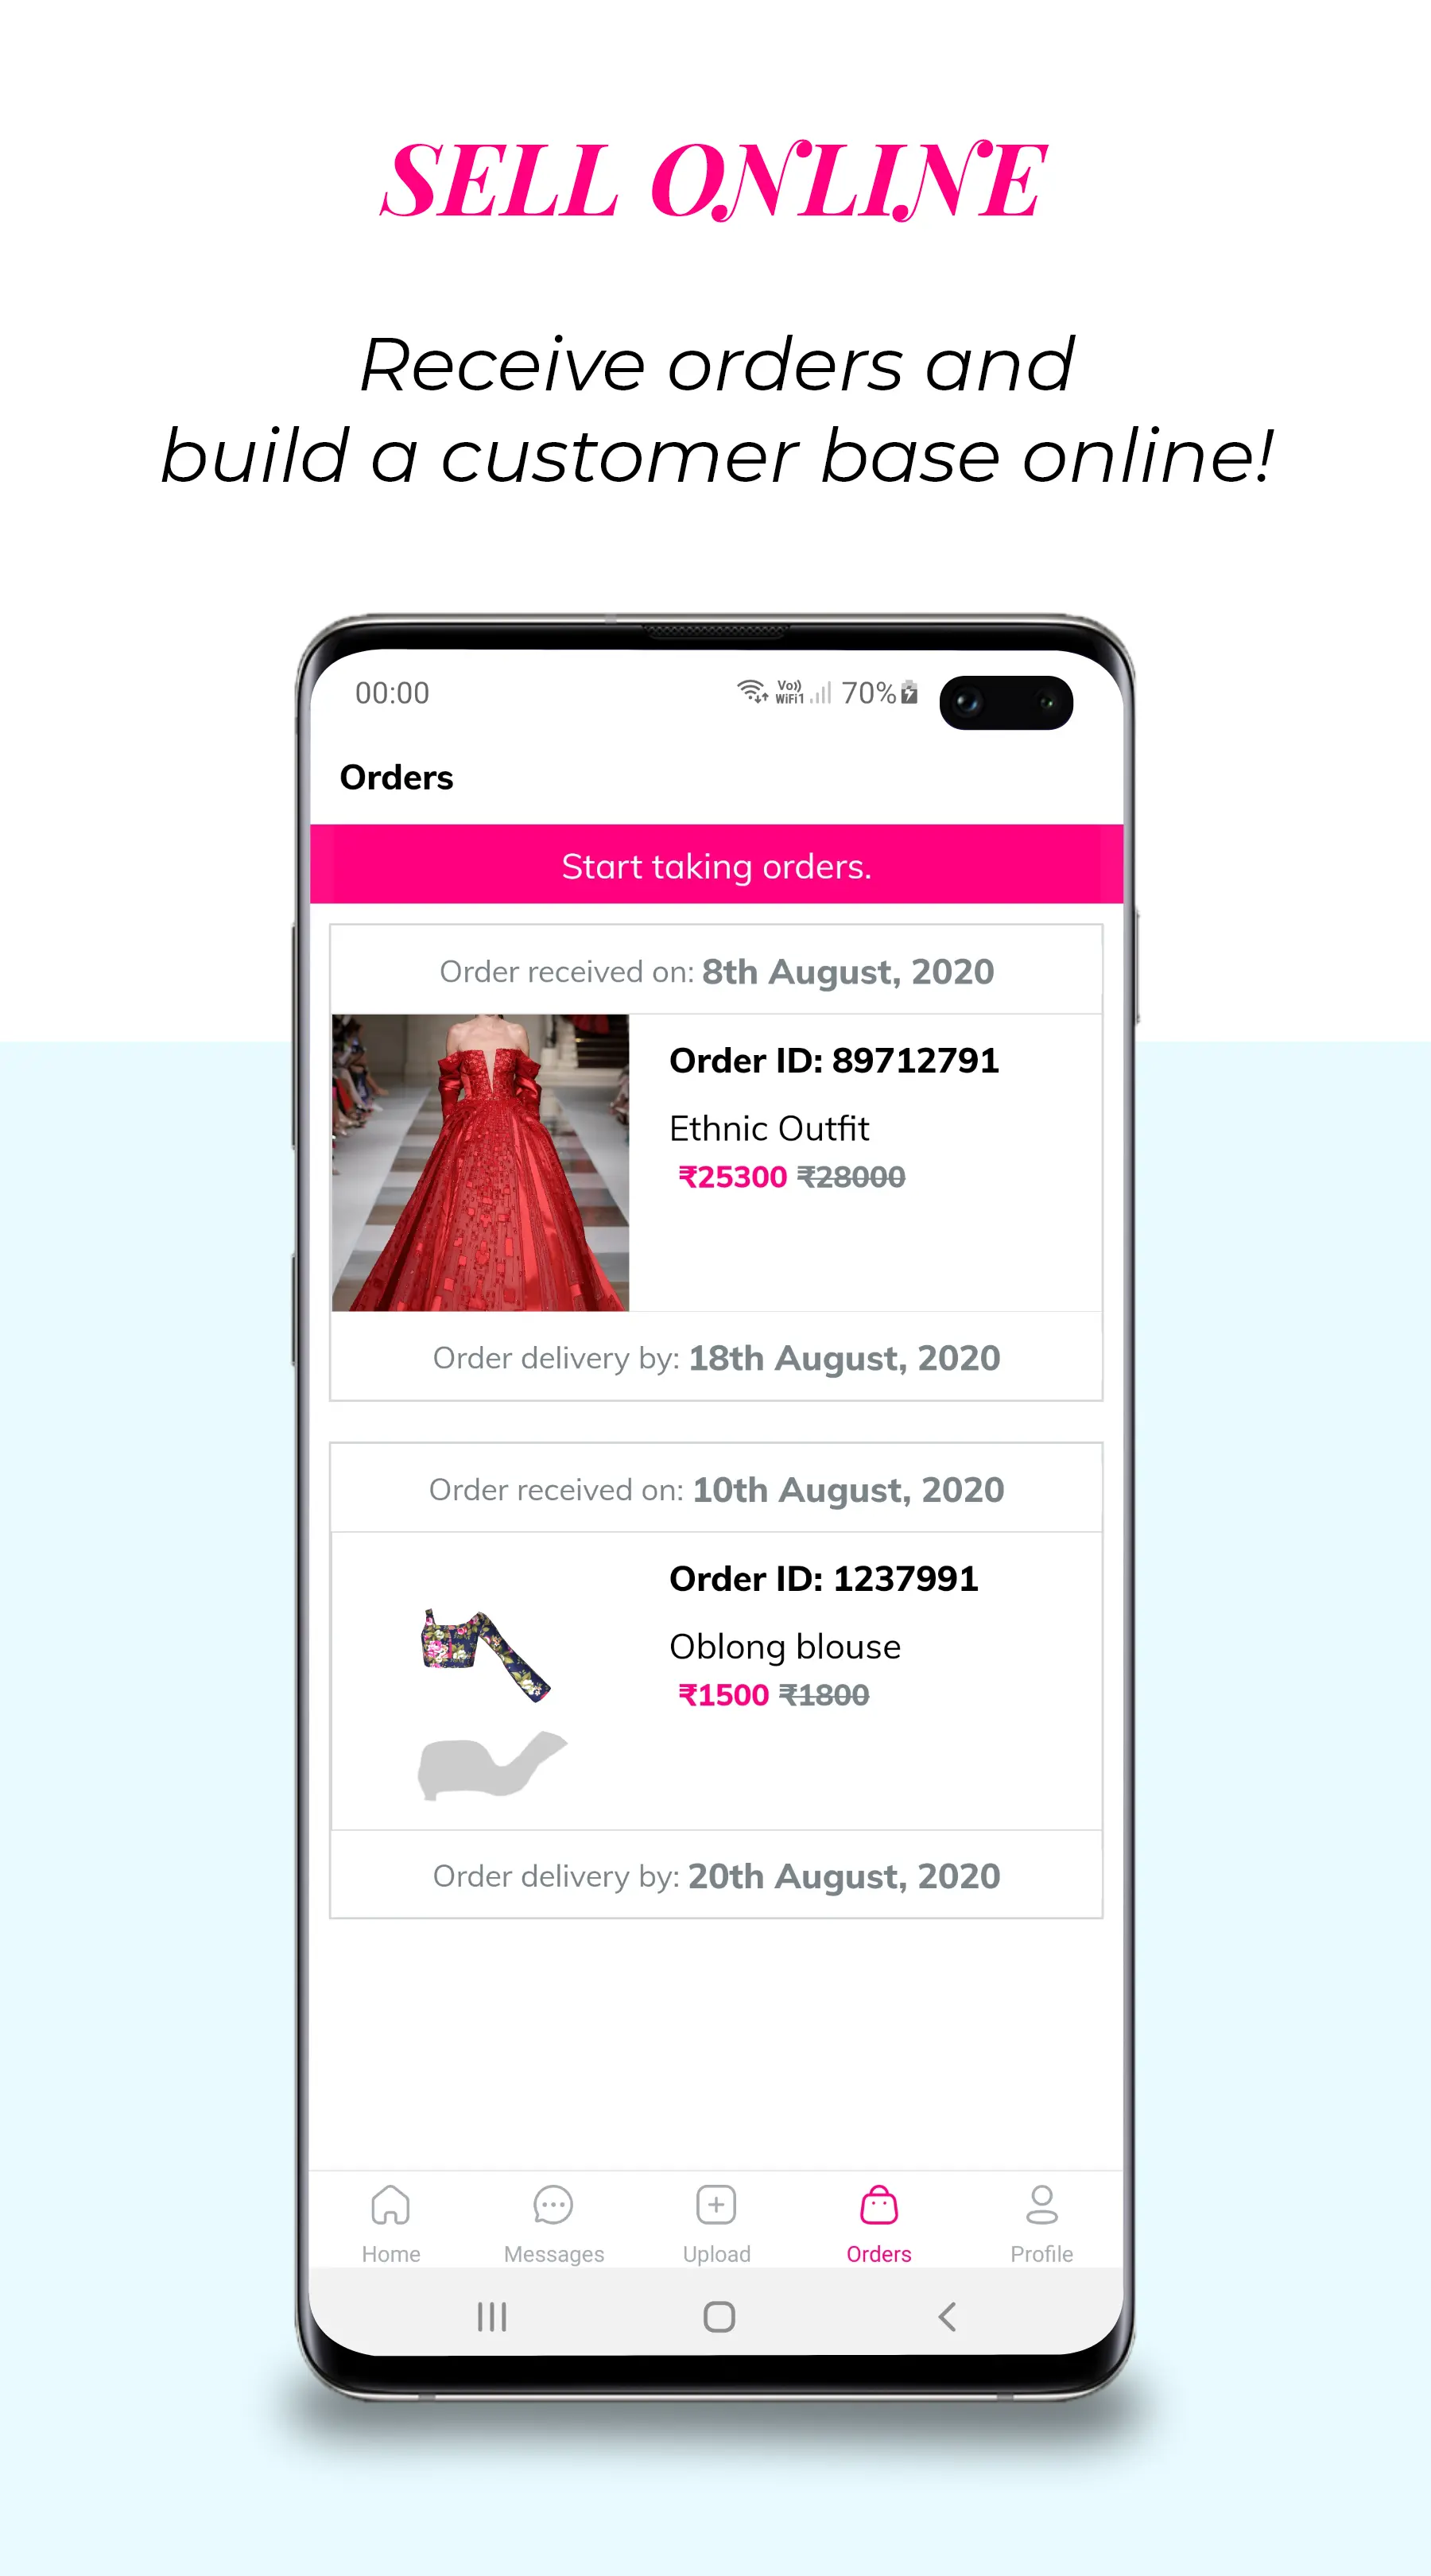 SELL ONLINE
Receive orders and
build a customer base online!
00:00 Vo)) WiFi1 70%
Orders
Start taking orders.
Order received on: 8th August, 2020
Order ID: 89712791
Ethnic Outfit
₹25300 ₹28000
Order delivery by: 18th August, 2020
Order received on: 10th August, 2020
Order ID: 1237991
Oblong blouse
₹1500 ₹1800
Order delivery by: 20th August, 2020
Home Messages Upload Orders Profile